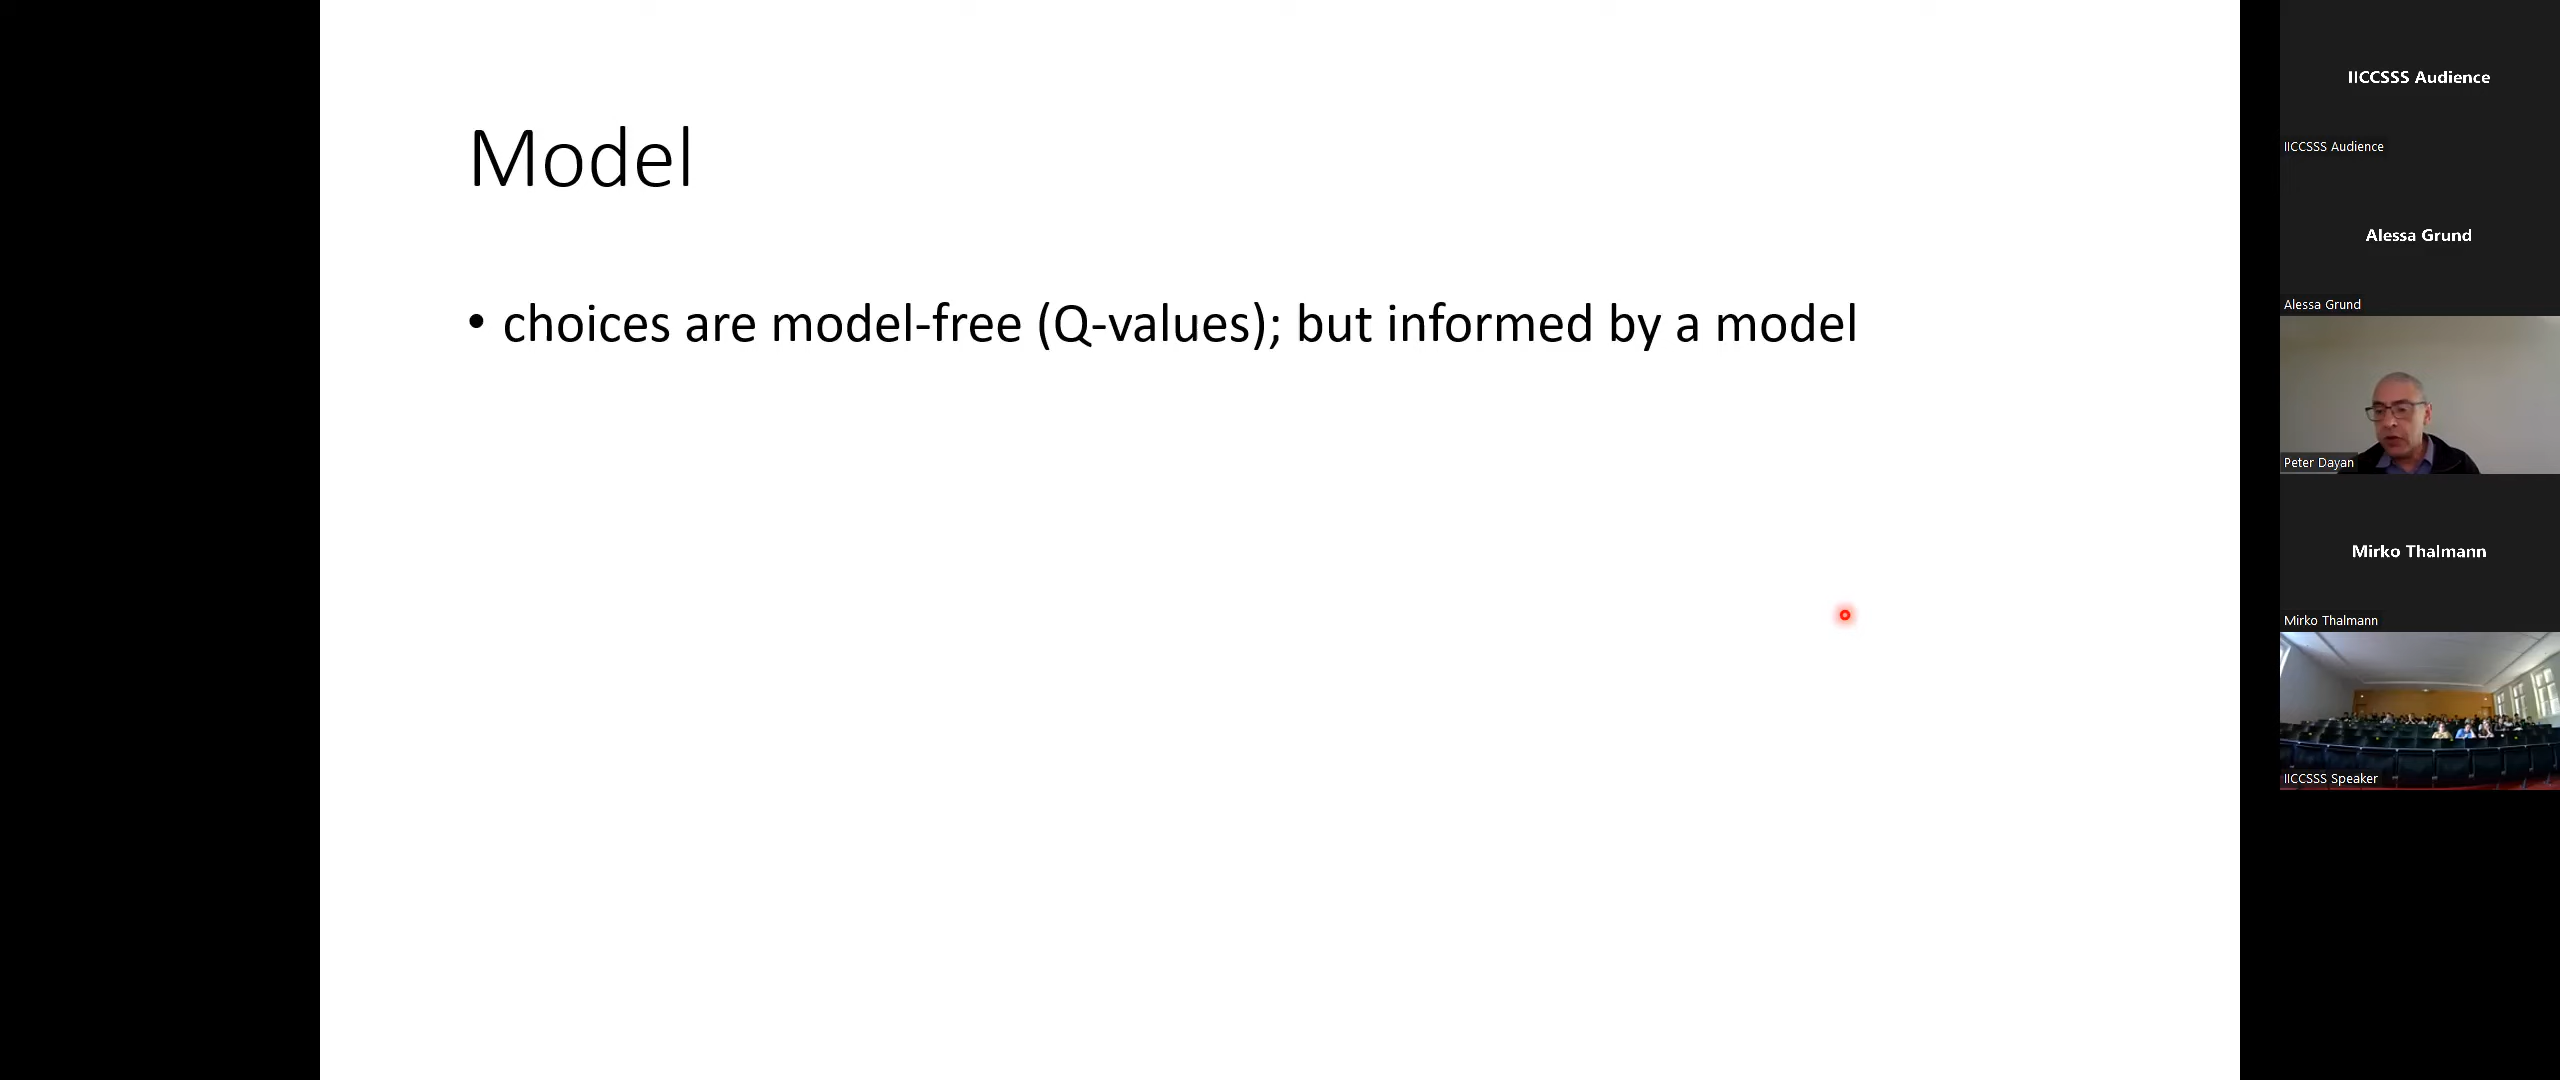 Model
• choices are model-free (Q-values); but informed by a model
IICCSSS Audience
IICCSSS Audience
Alessa Grund
Alessa Grund
Peter Dayan
Mirko Thalmann
Mirko Thalmann
IICCSSS Speaker